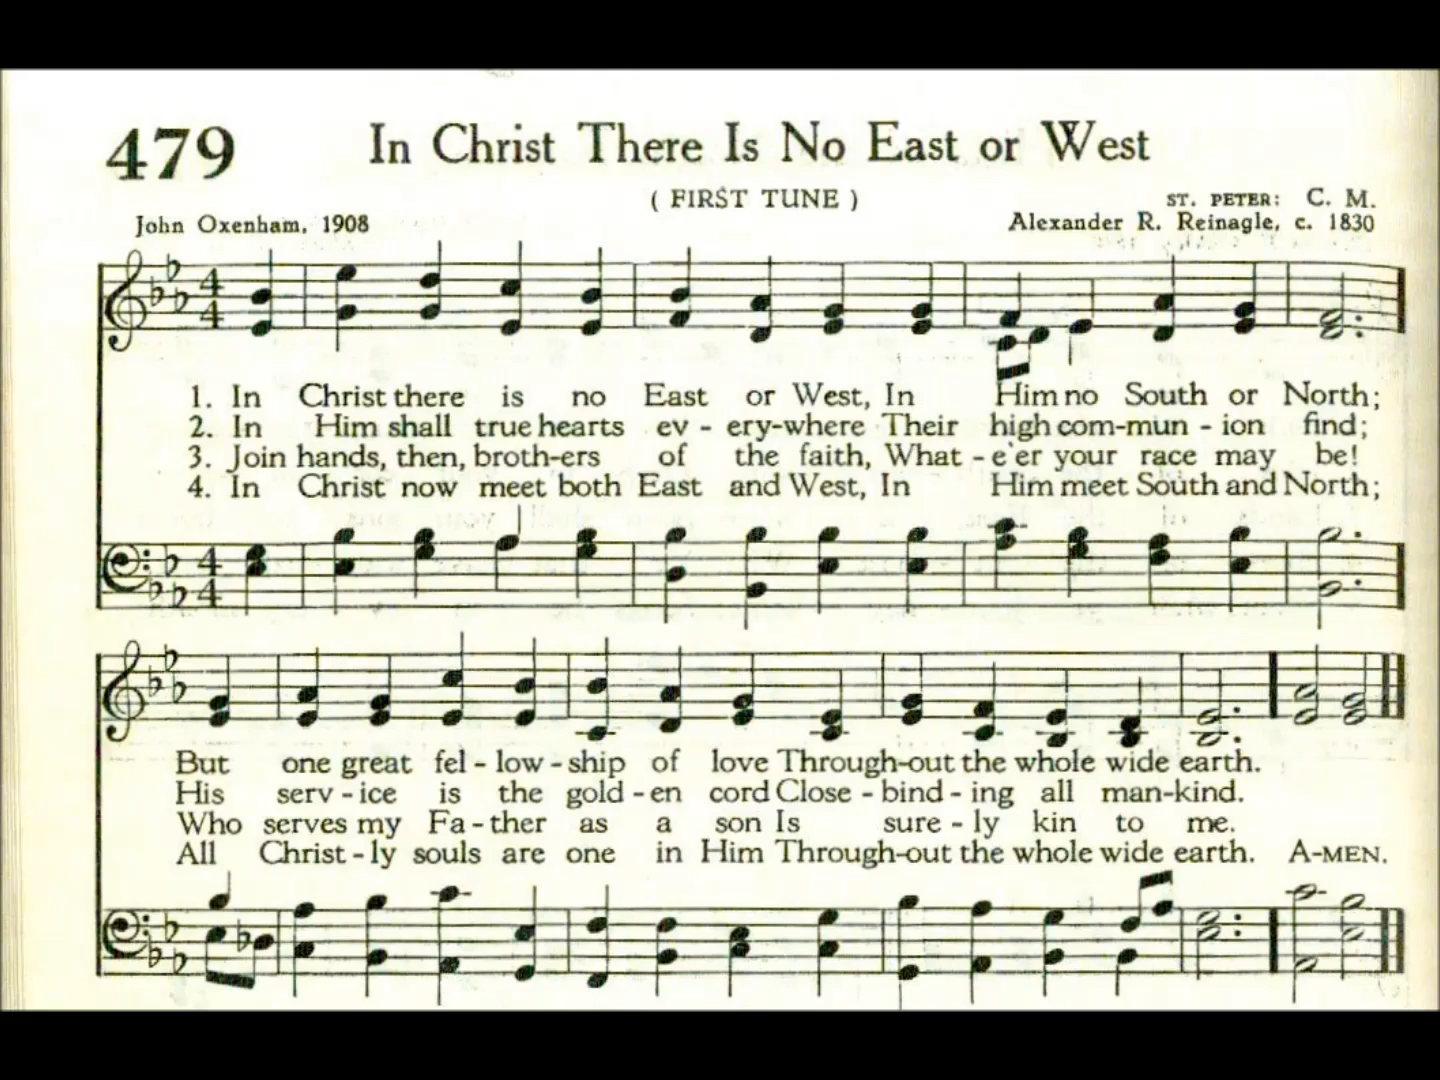 479 In Christ There Is No East or West
( FIRST TUNE )
ST. PETER: C. M.
John Oxenham, 1908
Alexander R. Reinagle, c. 1830
4
4
1. In Christ there is no East or West, In Him no South or North;
2. In Him shall true hearts ev - ery-where Their high com-mun - ion find;
3. Join hands, then, broth-ers of the faith, What - e'er your race may be!
4. In Christ now meet both East and West, In Him meet South and North;
4
4
But one great fel - low - ship of love Through-out the whole wide earth.
His serv - ice is the gold - en cord Close - bind - ing all man-kind.
Who serves my Fa - ther as a son Is sure - ly kin to me.
All Christ - ly souls are one in Him Through-out the whole wide earth. A-MEN.